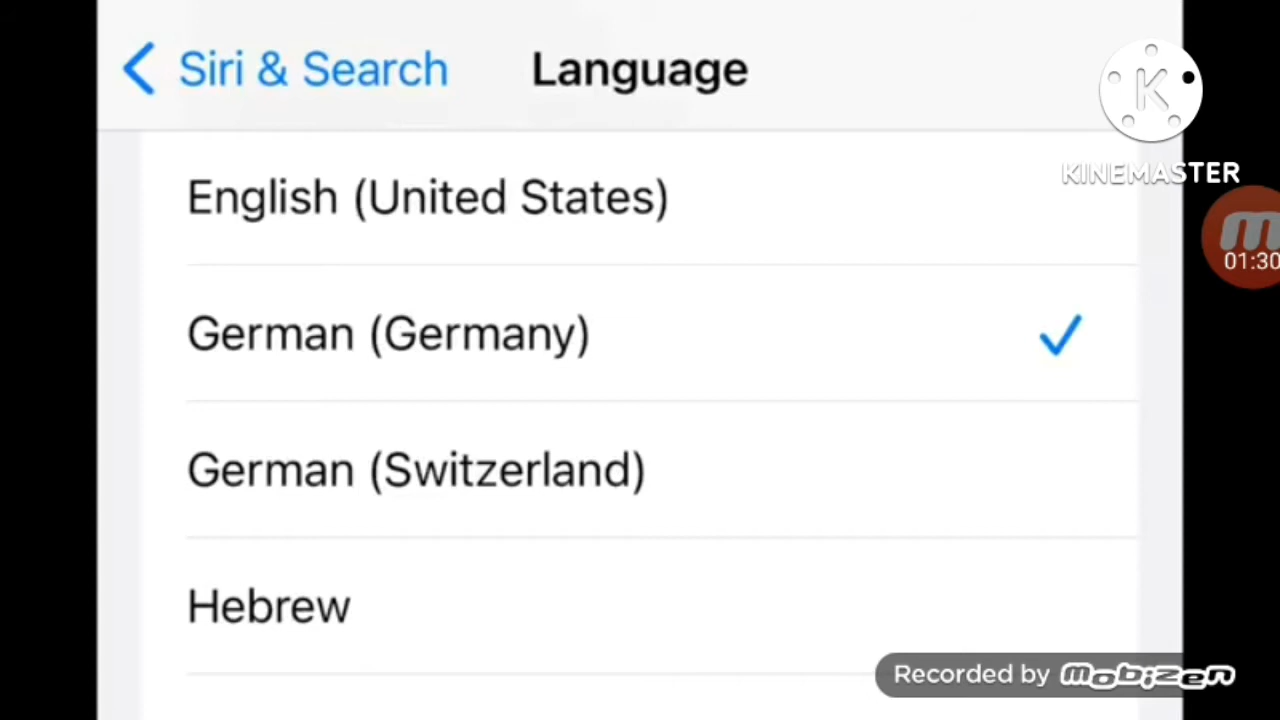 Siri & Search
Language
K
KINEMASTER
English (United States)
m
01:30
German (Germany)
German (Switzerland)
Hebrew
Recorded by mobizen